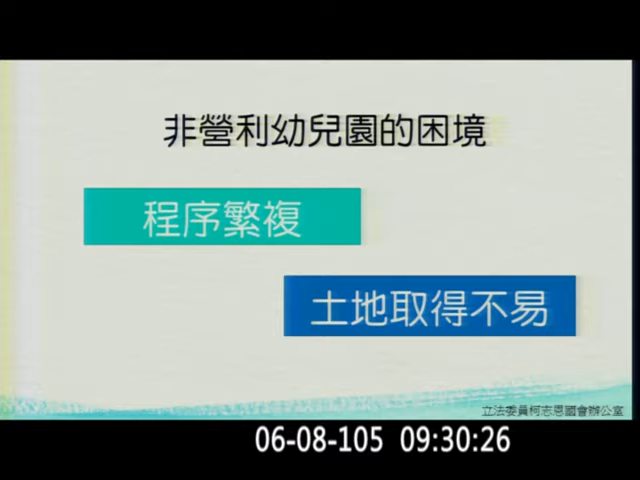 非營利幼兒園的困境
程序繁複
土地取得不易
立法委員柯志恩國會辦公室
06-08-105 09:30:26